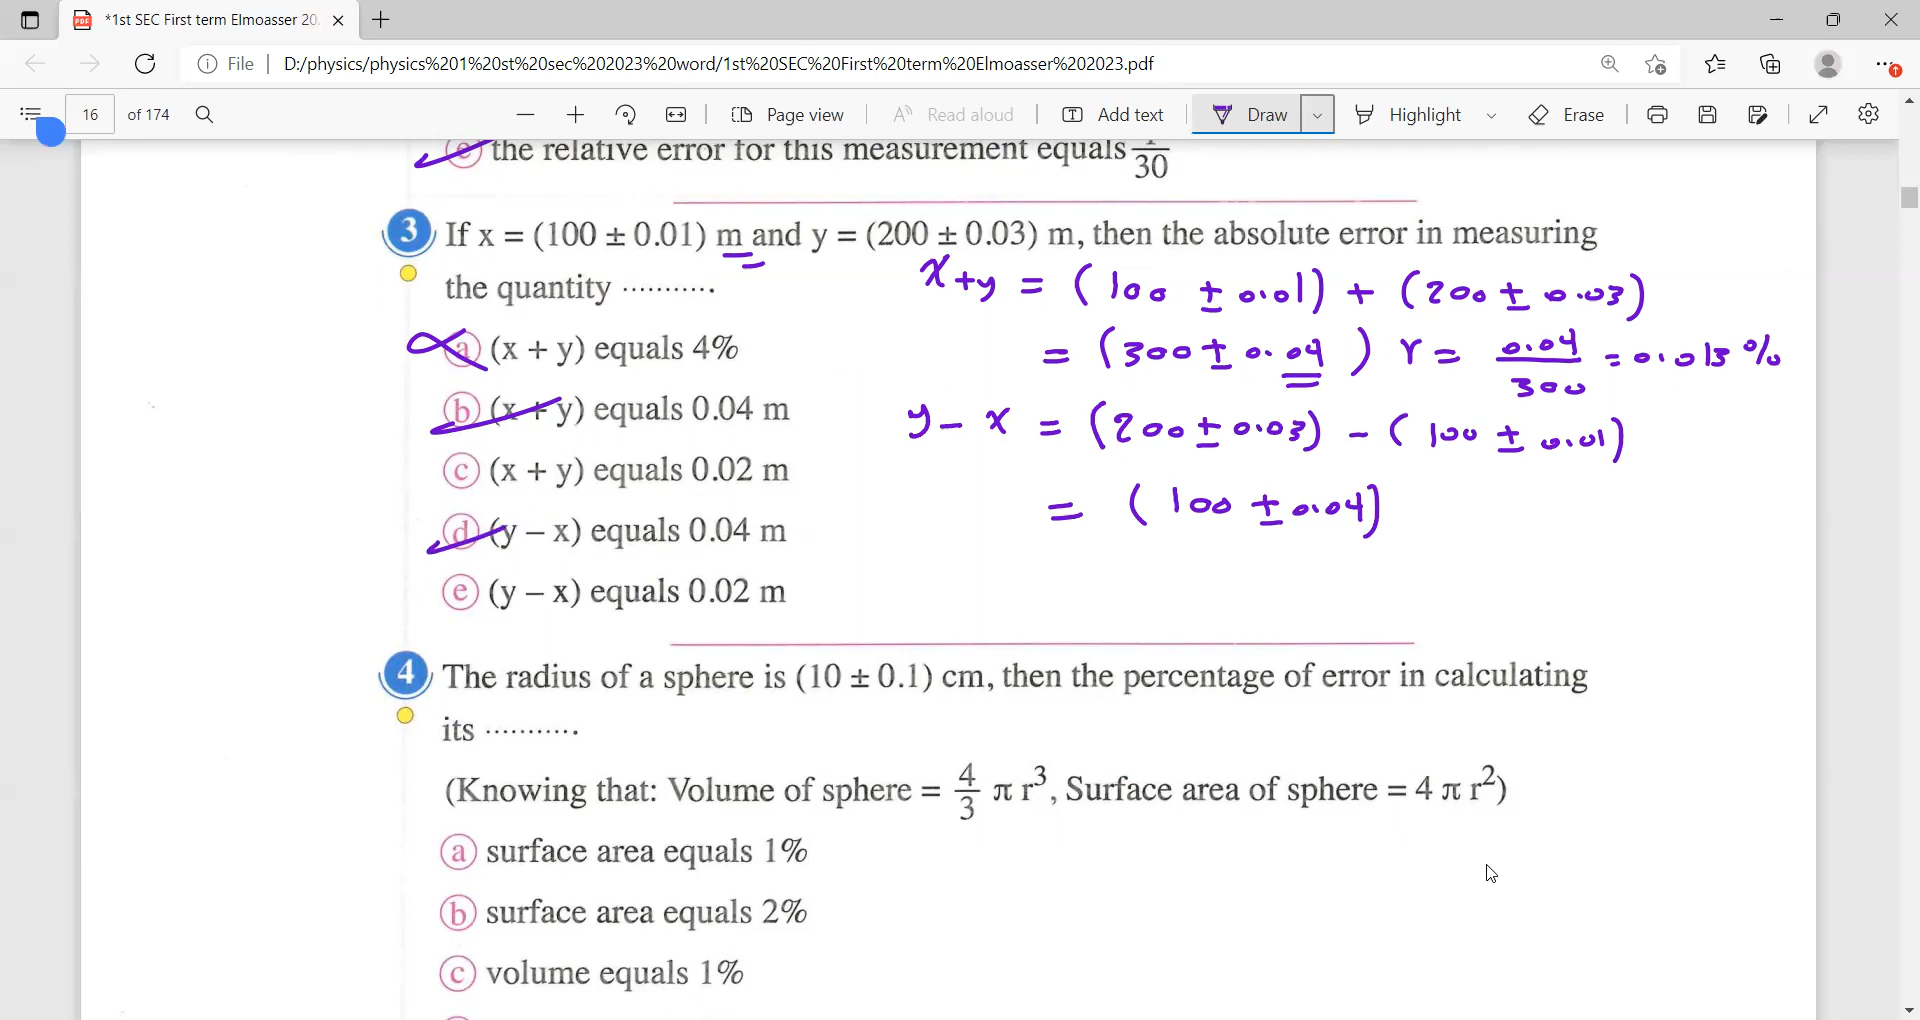 *1st SEC First term Elmoasser 20
File
D:/physics/physics%201%20st%20sec%202023%20word/1st%20SEC%20First%20term%20Elmoasser%202023.pdf
16 of 174
Page view
Read aloud
Add text
Draw
Highlight
Erase
the relative error for this measurement equals 1/30
3 If x = (100 ± 0.01) m and y = (200 ± 0.03) m, then the absolute error in measuring
the quantity ..........
x+y = (100 ± 0.01) + (200 ± 0.03)
a (x + y) equals 4%
= (300 ± 0.04) r = 0.04/300 = 0.013%
b (x + y) equals 0.04 m
y - x = (200 ± 0.03) - (100 ± 0.01)
c (x + y) equals 0.02 m
= (100 ± 0.04)
d (y – x) equals 0.04 m
e (y – x) equals 0.02 m
4 The radius of a sphere is (10 ± 0.1) cm, then the percentage of error in calculating
its ..........
(Knowing that: Volume of sphere = 4/3 π r³, Surface area of sphere = 4 π r²)
a surface area equals 1%
b surface area equals 2%
c volume equals 1%